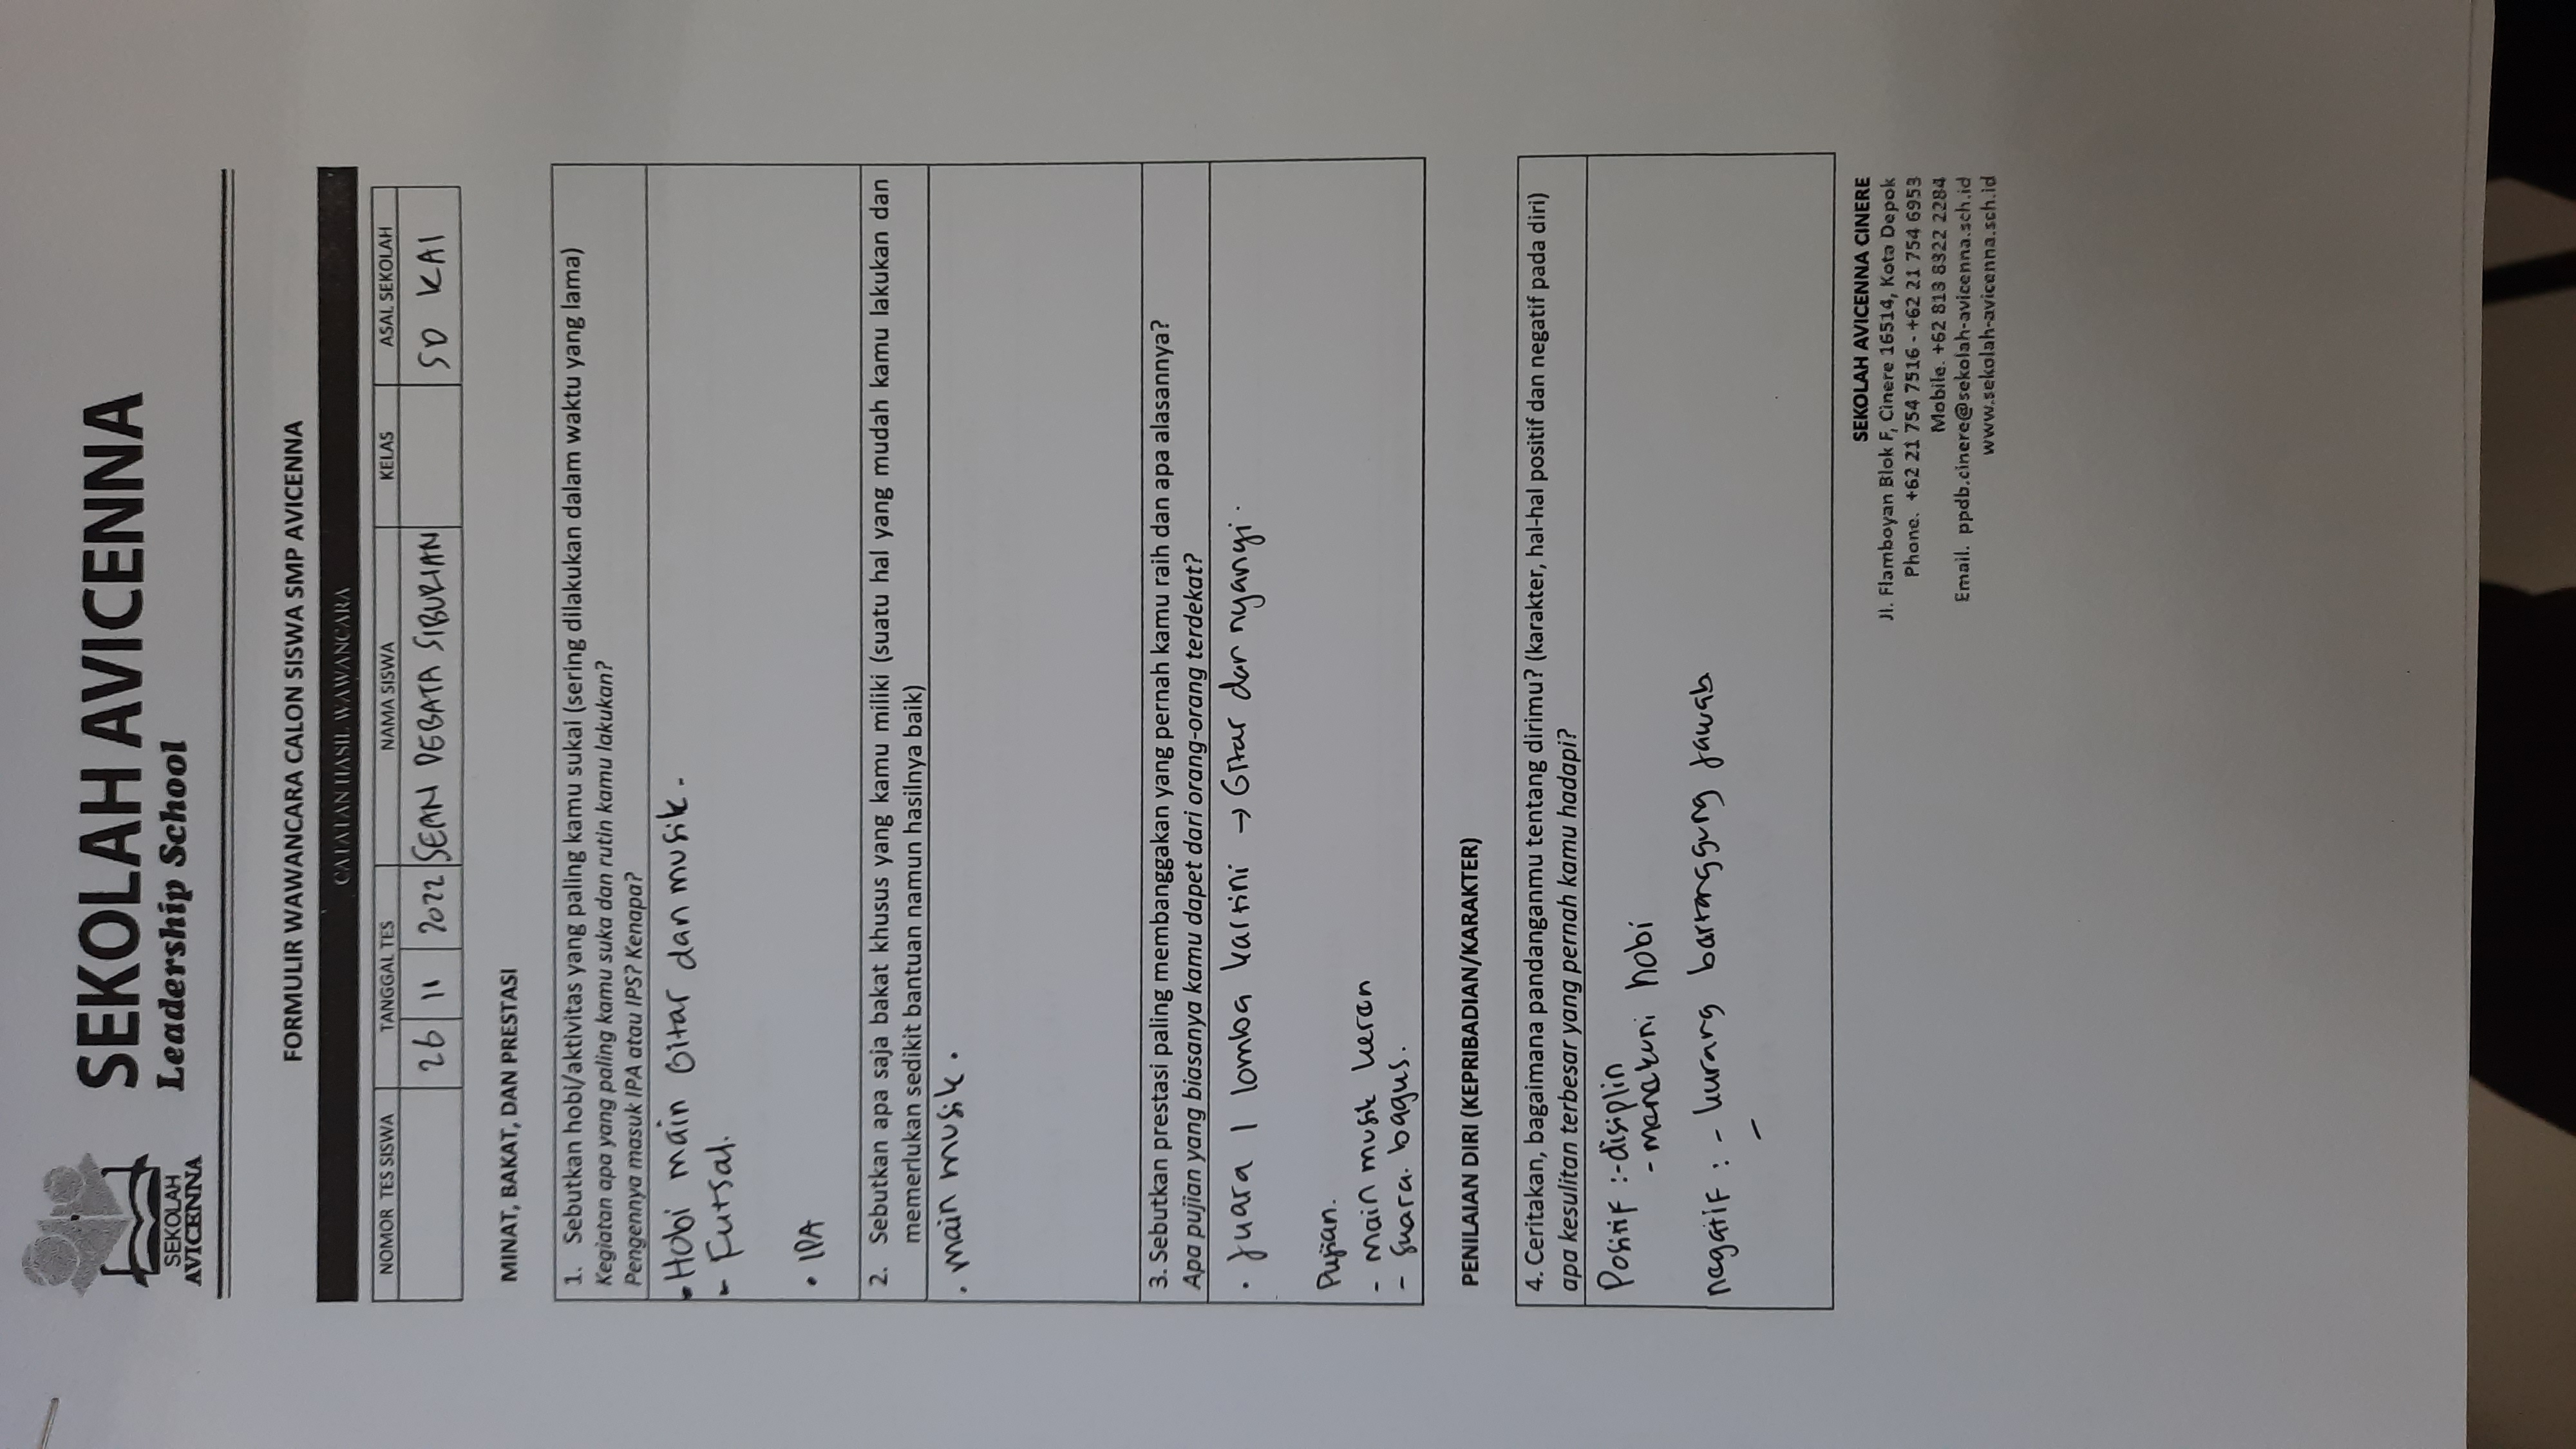 SEKOLAH
AVICENNA
SEKOLAH AVICENNA
Leadership School
FORMULIR WAWANCARA CALON SISWA SMP AVICENNA
CATATAN HASIL WAWANCARA
NOMOR TES SISWA TANGGAL TES NAMA SISWA KELAS ASAL SEKOLAH
26 11 2022 SEAN DEBATA SIBURIAN SD KAI
MINAT, BAKAT, DAN PRESTASI
1. Sebutkan hobi/aktivitas yang paling kamu sukai (sering dilakukan dalam waktu yang lama)
Kegiatan apa yang paling kamu suka dan rutin kamu lakukan?
Pengennya masuk IPA atau IPS? Kenapa?
- Hobi main Gitar dan musik.
- Futsal.
• IPA
2. Sebutkan apa saja bakat khusus yang kamu miliki (suatu hal yang mudah kamu lakukan dan
memerlukan sedikit bantuan namun hasilnya baik)
• main musik.
3. Sebutkan prestasi paling membanggakan yang pernah kamu raih dan apa alasannya?
Apa pujian yang biasanya kamu dapet dari orang-orang terdekat?
• Juara 1 lomba kartini → Gitar dan nyanyi.
Pujian.
- main musik keren
- suara. bagus.
PENILAIAN DIRI (KEPRIBADIAN/KARAKTER)
4. Ceritakan, bagaimana pandanganmu tentang dirimu? (karakter, hal-hal positif dan negatif pada diri)
apa kesulitan terbesar yang pernah kamu hadapi?
Positif : - disiplin
- menekuni hobi
negatif : - kurang bertanggung jawab
-
SEKOLAH AVICENNA CINERE
Jl. Flamboyan Blok F, Cinere 16514, Kota Depok
Phone. +62 21 754 7516 - +62 21 754 6953
Mobile. +62 813 8322 2284
Email. ppdb.cinere@sekolah-avicenna.sch.id
www.sekolah-avicenna.sch.id